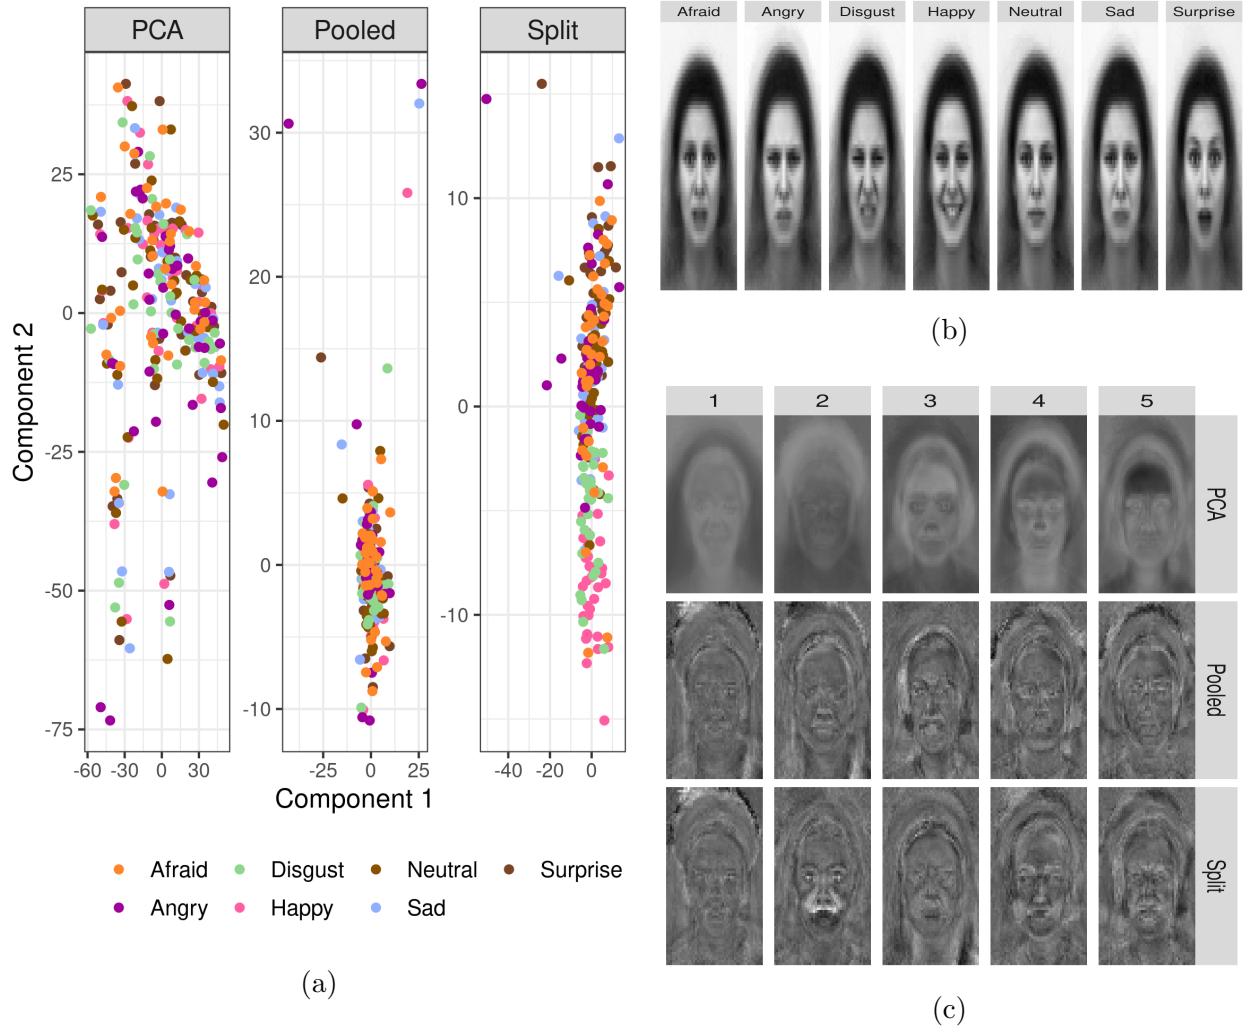 PCA Pooled Split
Component 2
25
0
-25
-50
-75
30
20
10
0
-10
10
0
-10
-60 -30 0 30
-25 0 25
-40 0
Component 1
Afraid Disgust Neutral Surprise
Angry Happy Sad
(a)
Afraid Angry Disgust Happy Neutral Sad Surprise
(b)
1 2 3 4 5
PCA
Pooled
Split
(c)